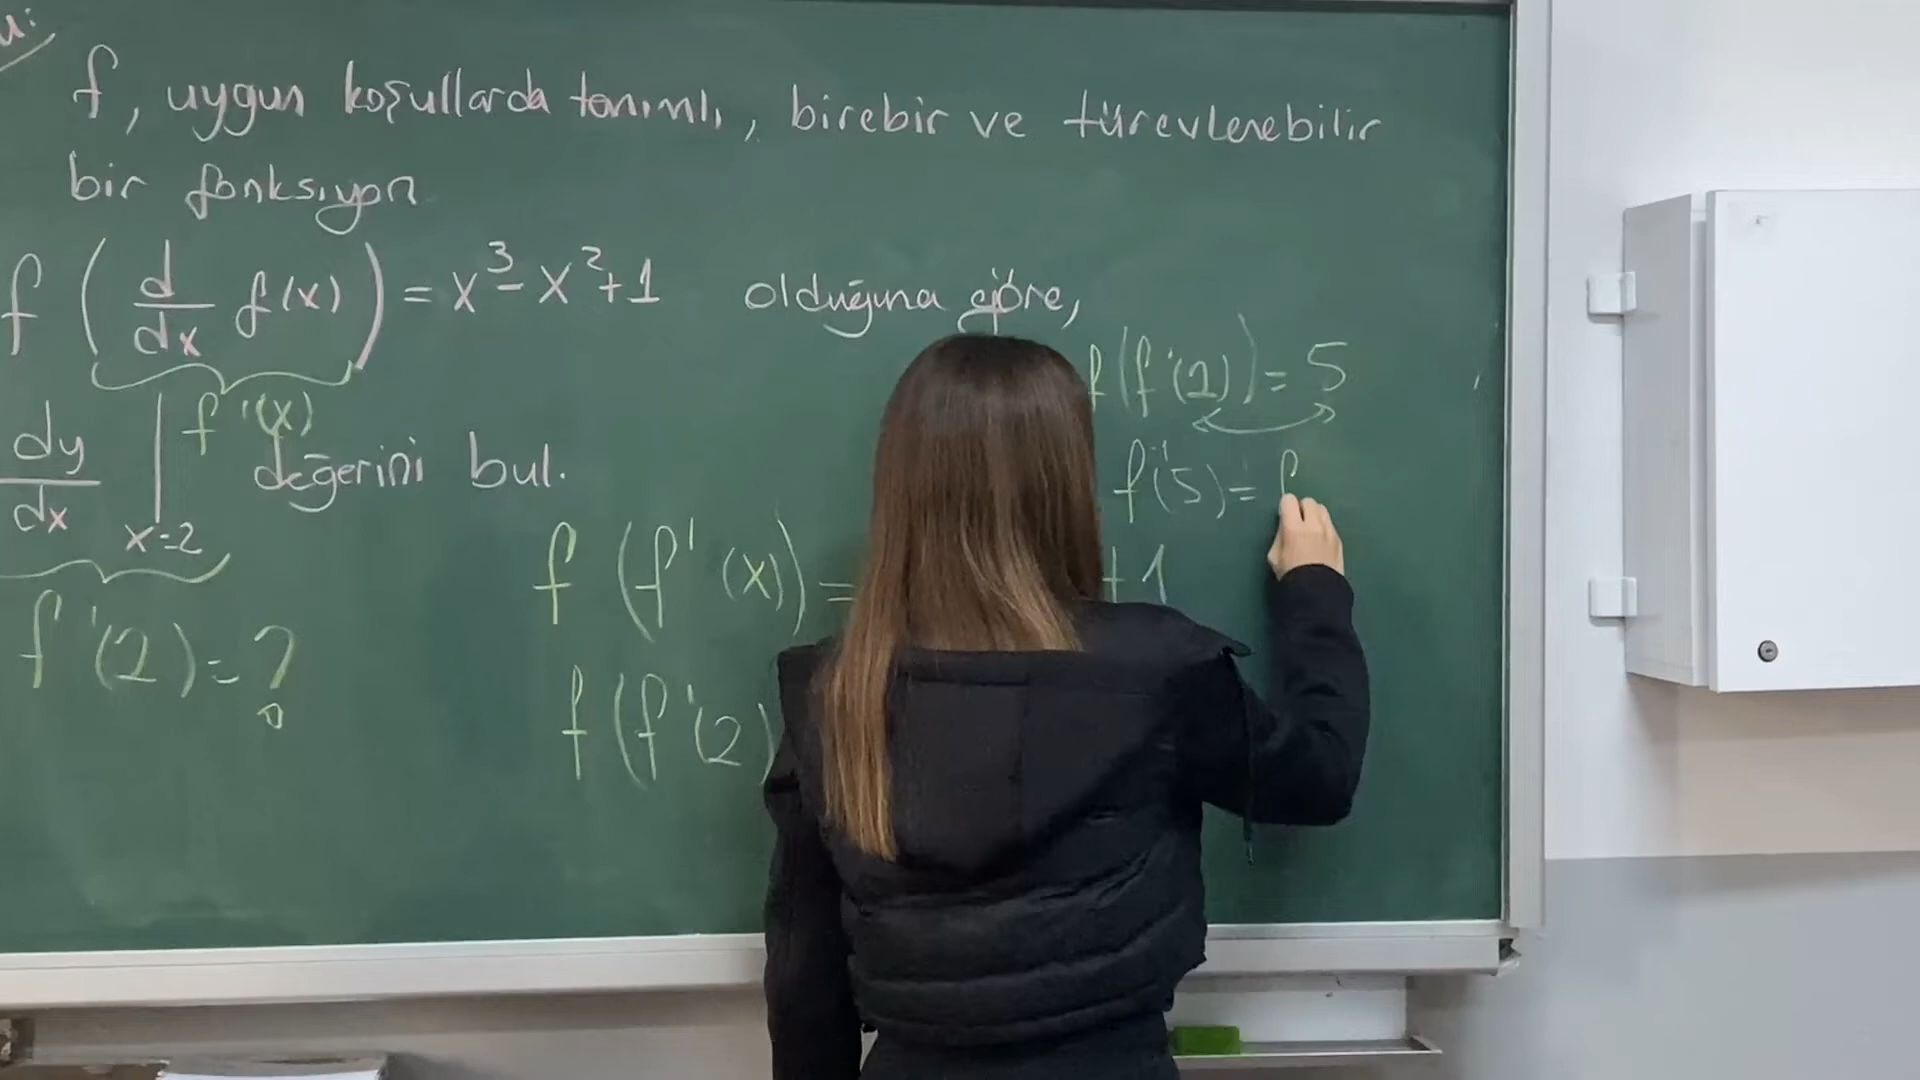 f, uygun koşullarda tanımlı, birebir ve türevlenebilir
bir fonksiyon
f ( d/dx f(x) ) = x³ - x² + 1 olduğuna göre,
f'(x)
dy/dx | x=2 değerini bul.
f'(2) = ?
f (f'(x)) =
+ 1
f(f'(2)
f(f'(2)) = 5
f⁻¹(5) = f